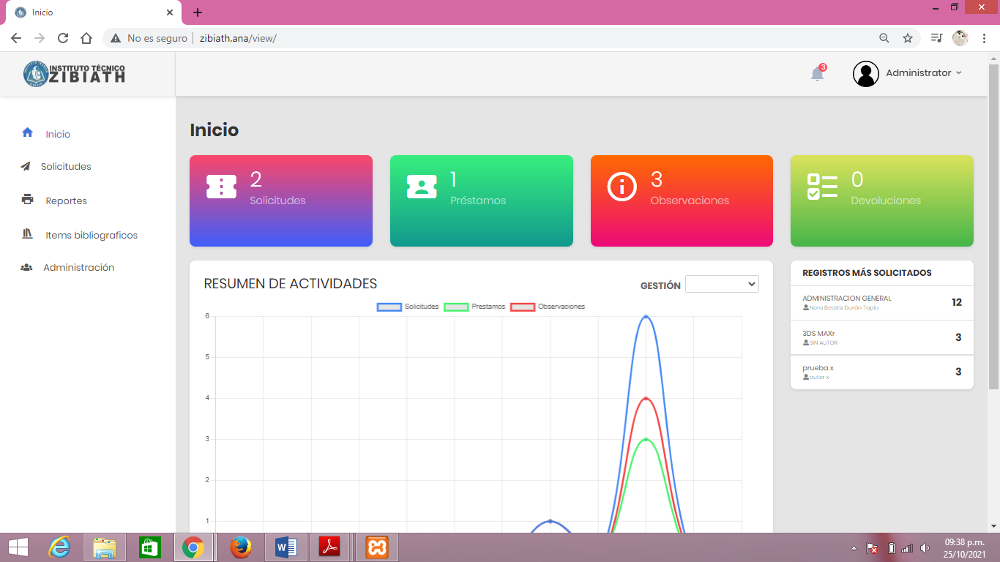 Inicio
No es seguro zibiath.ana/view/
INSTITUTO TÉCNICO
ZIBIATH
3
Administrator
Inicio
Solicitudes
Reportes
Items bibliograficos
Administración
Inicio
2
Solicitudes
1
Préstamos
3
Observaciones
0
Devoluciones
RESUMEN DE ACTIVIDADES
GESTIÓN
Solicitudes Prestamos Observaciones
6
5
4
3
2
1
REGISTROS MÁS SOLICITADOS
ADMINISTRACION GENERAL
Nora Beatriz Durán Tapia
12
3DS MAXr
SIN AUTOR
3
prueba x
autor x
3
09:38 p.m.
25/10/2021